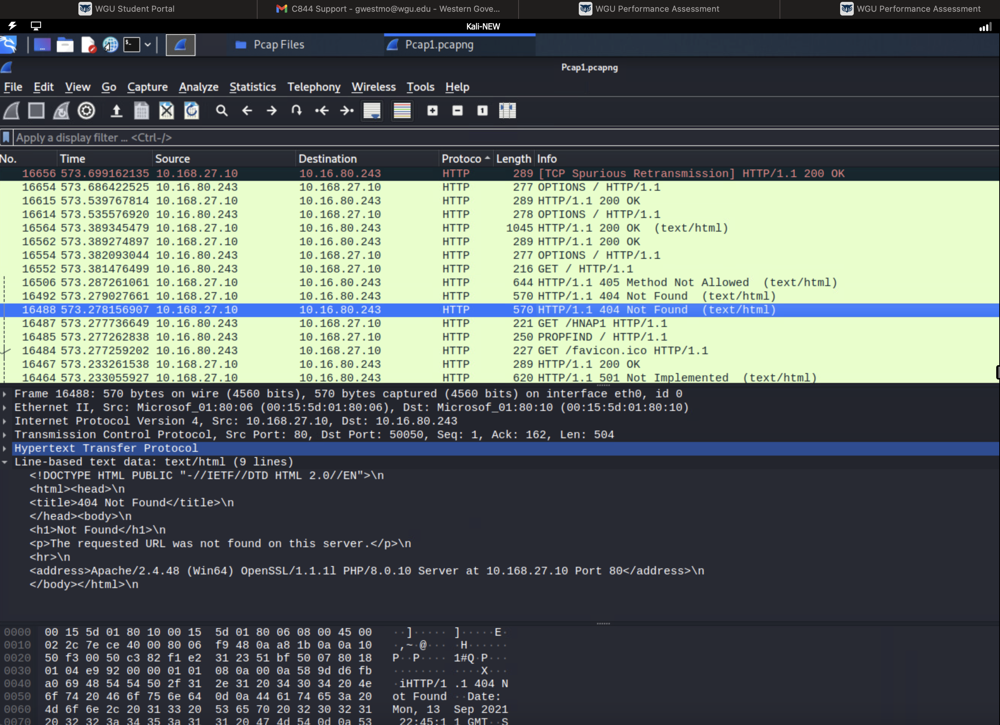 WGU Student Portal
C844 Support - gwestmo@wgu.edu - Western Gove...
WGU Performance Assessment
WGU Performance Assessment
Kali-NEW
Pcap Files
Pcap1.pcapng
Pcap1.pcapng
File Edit View Go Capture Analyze Statistics Telephony Wireless Tools Help
Apply a display filter ... <Ctrl-/>
No. Time Source Destination Protoco Length Info
16656 573.699162135 10.168.27.10 10.16.80.243 HTTP 289 [TCP Spurious Retransmission] HTTP/1.1 200 OK
16654 573.686422525 10.16.80.243 10.168.27.10 HTTP 277 OPTIONS / HTTP/1.1
16615 573.539767814 10.168.27.10 10.16.80.243 HTTP 289 HTTP/1.1 200 OK
16614 573.535576920 10.16.80.243 10.168.27.10 HTTP 278 OPTIONS / HTTP/1.1
16564 573.389345479 10.168.27.10 10.16.80.243 HTTP 1045 HTTP/1.1 200 OK (text/html)
16562 573.389274897 10.168.27.10 10.16.80.243 HTTP 289 HTTP/1.1 200 OK
16554 573.382093044 10.16.80.243 10.168.27.10 HTTP 277 OPTIONS / HTTP/1.1
16552 573.381476499 10.16.80.243 10.168.27.10 HTTP 216 GET / HTTP/1.1
16506 573.287261061 10.168.27.10 10.16.80.243 HTTP 644 HTTP/1.1 405 Method Not Allowed (text/html)
16492 573.279027661 10.168.27.10 10.16.80.243 HTTP 570 HTTP/1.1 404 Not Found (text/html)
16488 573.278156907 10.168.27.10 10.16.80.243 HTTP 570 HTTP/1.1 404 Not Found (text/html)
16487 573.277736649 10.16.80.243 10.168.27.10 HTTP 221 GET /HNAP1 HTTP/1.1
16485 573.277262838 10.16.80.243 10.168.27.10 HTTP 250 PROPFIND / HTTP/1.1
16484 573.277259202 10.16.80.243 10.168.27.10 HTTP 227 GET /favicon.ico HTTP/1.1
16467 573.233261538 10.168.27.10 10.16.80.243 HTTP 289 HTTP/1.1 200 OK
16464 573.233055927 10.168.27.10 10.16.80.243 HTTP 620 HTTP/1.1 501 Not Implemented (text/html)
Frame 16488: 570 bytes on wire (4560 bits), 570 bytes captured (4560 bits) on interface eth0, id 0
Ethernet II, Src: Microsof_01:80:06 (00:15:5d:01:80:06), Dst: Microsof_01:80:10 (00:15:5d:01:80:10)
Internet Protocol Version 4, Src: 10.168.27.10, Dst: 10.16.80.243
Transmission Control Protocol, Src Port: 80, Dst Port: 50050, Seq: 1, Ack: 162, Len: 504
Hypertext Transfer Protocol
Line-based text data: text/html (9 lines)
<!DOCTYPE HTML PUBLIC "-//IETF//DTD HTML 2.0//EN">\n
<html><head>\n
<title>404 Not Found</title>\n
</head><body>\n
<h1>Not Found</h1>\n
<p>The requested URL was not found on this server.</p>\n
<hr>\n
<address>Apache/2.4.48 (Win64) OpenSSL/1.1.1l PHP/8.0.10 Server at 10.168.27.10 Port 80</address>\n
</body></html>\n
0000 00 15 5d 01 80 10 00 15 5d 01 80 06 08 00 45 00 ··]····· ]·····E·
0010 02 2c 7e ce 40 00 80 06 f9 48 0a a8 1b 0a 0a 10 ·,~·@··· ·H······
0020 50 f3 00 50 c3 82 f1 e2 31 23 51 bf 50 07 80 18 P··P···· 1#Q·P···
0030 01 04 e9 92 00 00 01 01 08 0a 00 0a 58 9d d6 fb ········ ····X···
0040 a0 69 48 54 54 50 2f 31 2e 31 20 34 30 34 20 4e ·iHTTP/1 .1 404 N
0050 6f 74 20 46 6f 75 6e 64 0d 0a 44 61 74 65 3a 20 ot Found ··Date:
0060 4d 6f 6e 2c 20 31 33 20 53 65 70 20 32 30 32 31 Mon, 13 Sep 2021
0070 20 32 32 3a 34 35 3a 31 31 20 47 4d 54 0d 0a 53 22:45:1 1 GMT··S